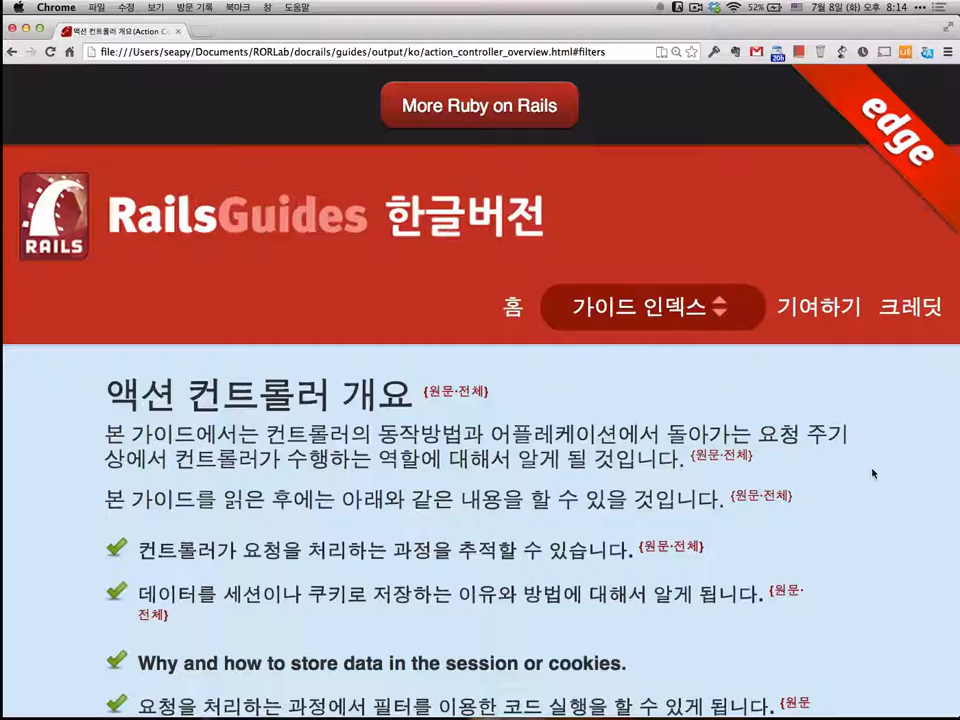 Chrome 파일 수정 보기 방문 기록 북마크 창 도움말 52% 7월 8일 (화) 오후 8:14
액션 컨트롤러 개요(Action Co
file:///Users/seapy/Documents/RORLab/docrails/guides/output/ko/action_controller_overview.html#filters
20h
More Ruby on Rails
edge
RAILS
RailsGuides 한글버전
홈 가이드 인덱스 기여하기 크레딧
액션 컨트롤러 개요 {원문·전체}
본 가이드에서는 컨트롤러의 동작방법과 어플레케이션에서 돌아가는 요청 주기
상에서 컨트롤러가 수행하는 역할에 대해서 알게 될 것입니다. {원문·전체}
본 가이드를 읽은 후에는 아래와 같은 내용을 할 수 있을 것입니다. {원문·전체}
컨트롤러가 요청을 처리하는 과정을 추적할 수 있습니다. {원문·전체}
데이터를 세션이나 쿠키로 저장하는 이유와 방법에 대해서 알게 됩니다. {원문·
전체}
Why and how to store data in the session or cookies.
요청을 처리하는 과정에서 필터를 이용한 코드 실행을 할 수 있게 됩니다. {원문